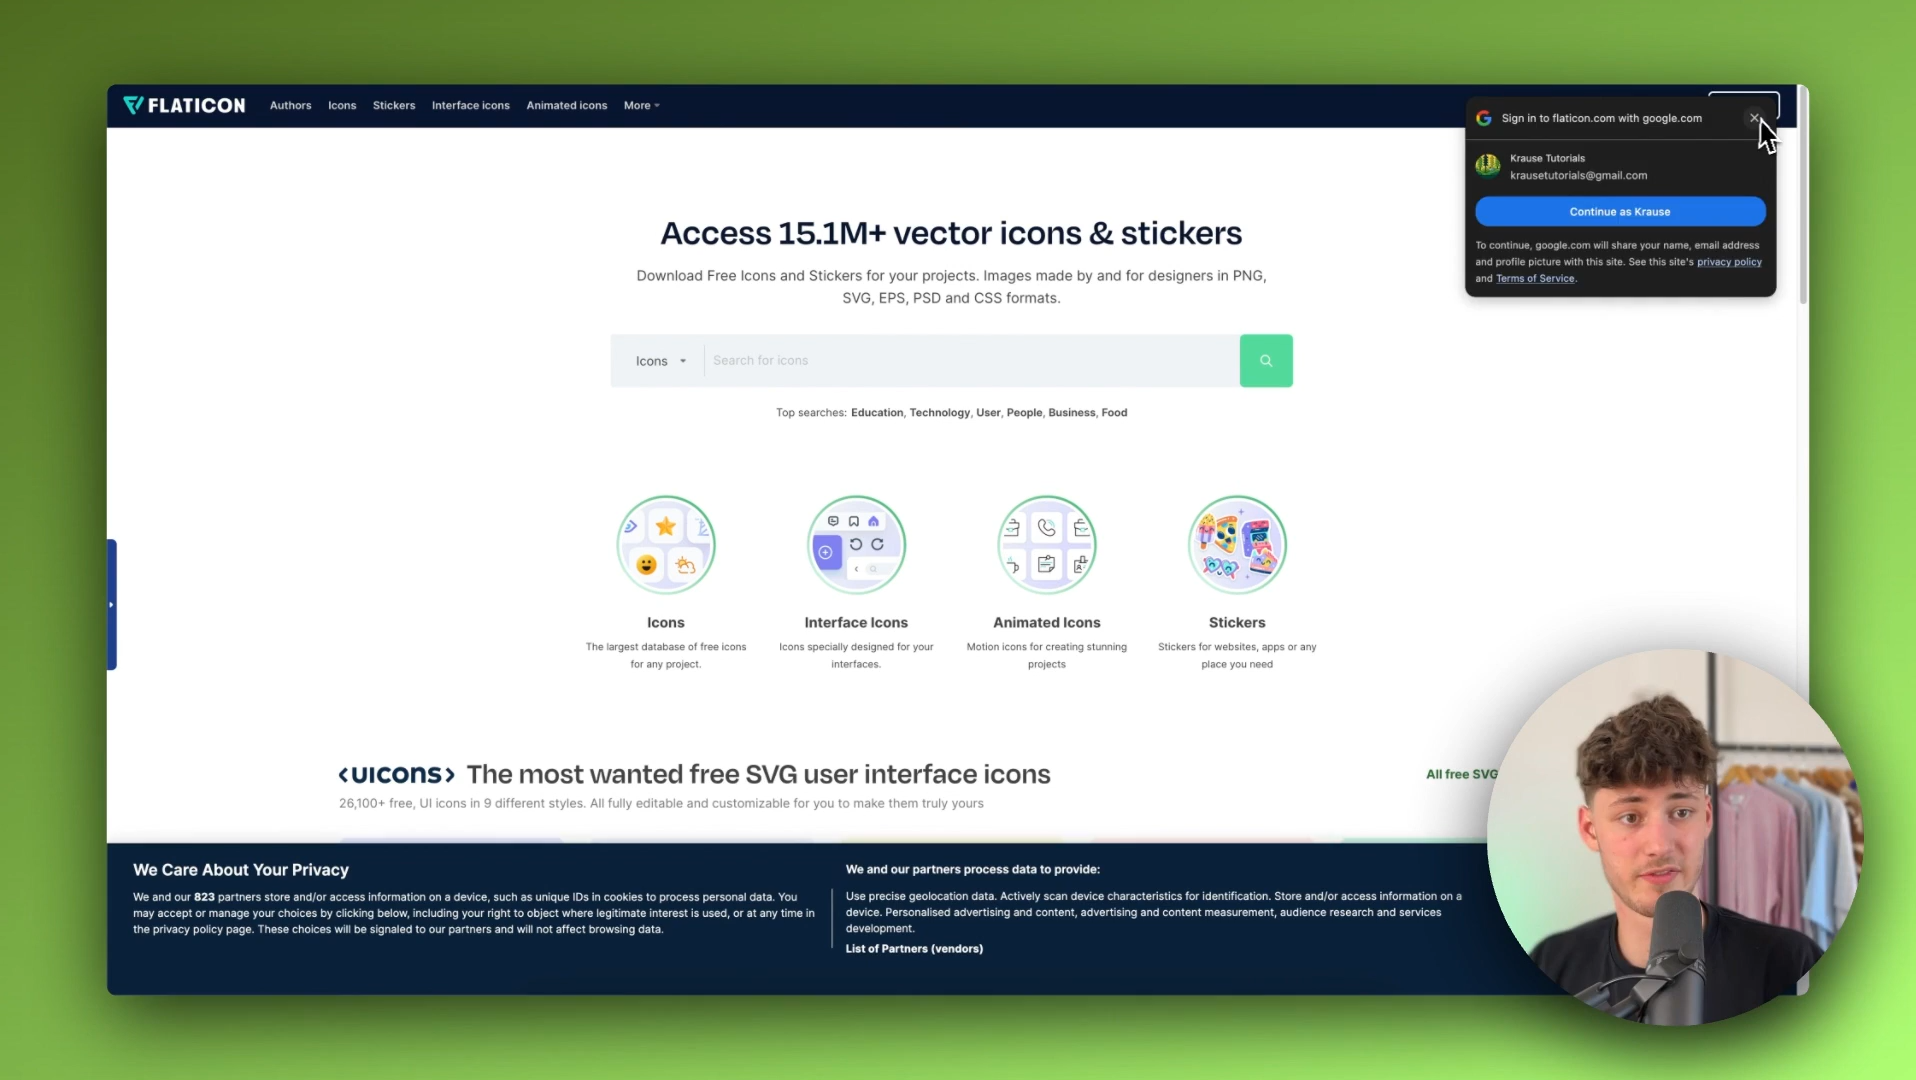 FLATICON
Authors Icons Stickers Interface icons Animated icons More
Sign in to flaticon.com with google.com
Krause Tutorials
krausetutorials@gmail.com
Continue as Krause
To continue, google.com will share your name, email address
and profile picture with this site. See this site's privacy policy
and Terms of Service.
Access 15.1M+ vector icons & stickers
Download Free Icons and Stickers for your projects. Images made by and for designers in PNG,
SVG, EPS, PSD and CSS formats.
Icons Search for icons
Top searches: Education, Technology, User, People, Business, Food
Icons
The largest database of free icons
for any project.
Interface Icons
Icons specially designed for your
interfaces.
Animated Icons
Motion icons for creating stunning
projects
Stickers
Stickers for websites, apps or any
place you need
<UICONS> The most wanted free SVG user interface icons
All free SVG
26,100+ free, UI icons in 9 different styles. All fully editable and customizable for you to make them truly yours
We Care About Your Privacy
We and our 823 partners store and/or access information on a device, such as unique IDs in cookies to process personal data. You
may accept or manage your choices by clicking below, including your right to object where legitimate interest is used, or at any time in
the privacy policy page. These choices will be signaled to our partners and will not affect browsing data.
We and our partners process data to provide:
Use precise geolocation data. Actively scan device characteristics for identification. Store and/or access information on a
device. Personalised advertising and content, advertising and content measurement, audience research and services
development.
List of Partners (vendors)